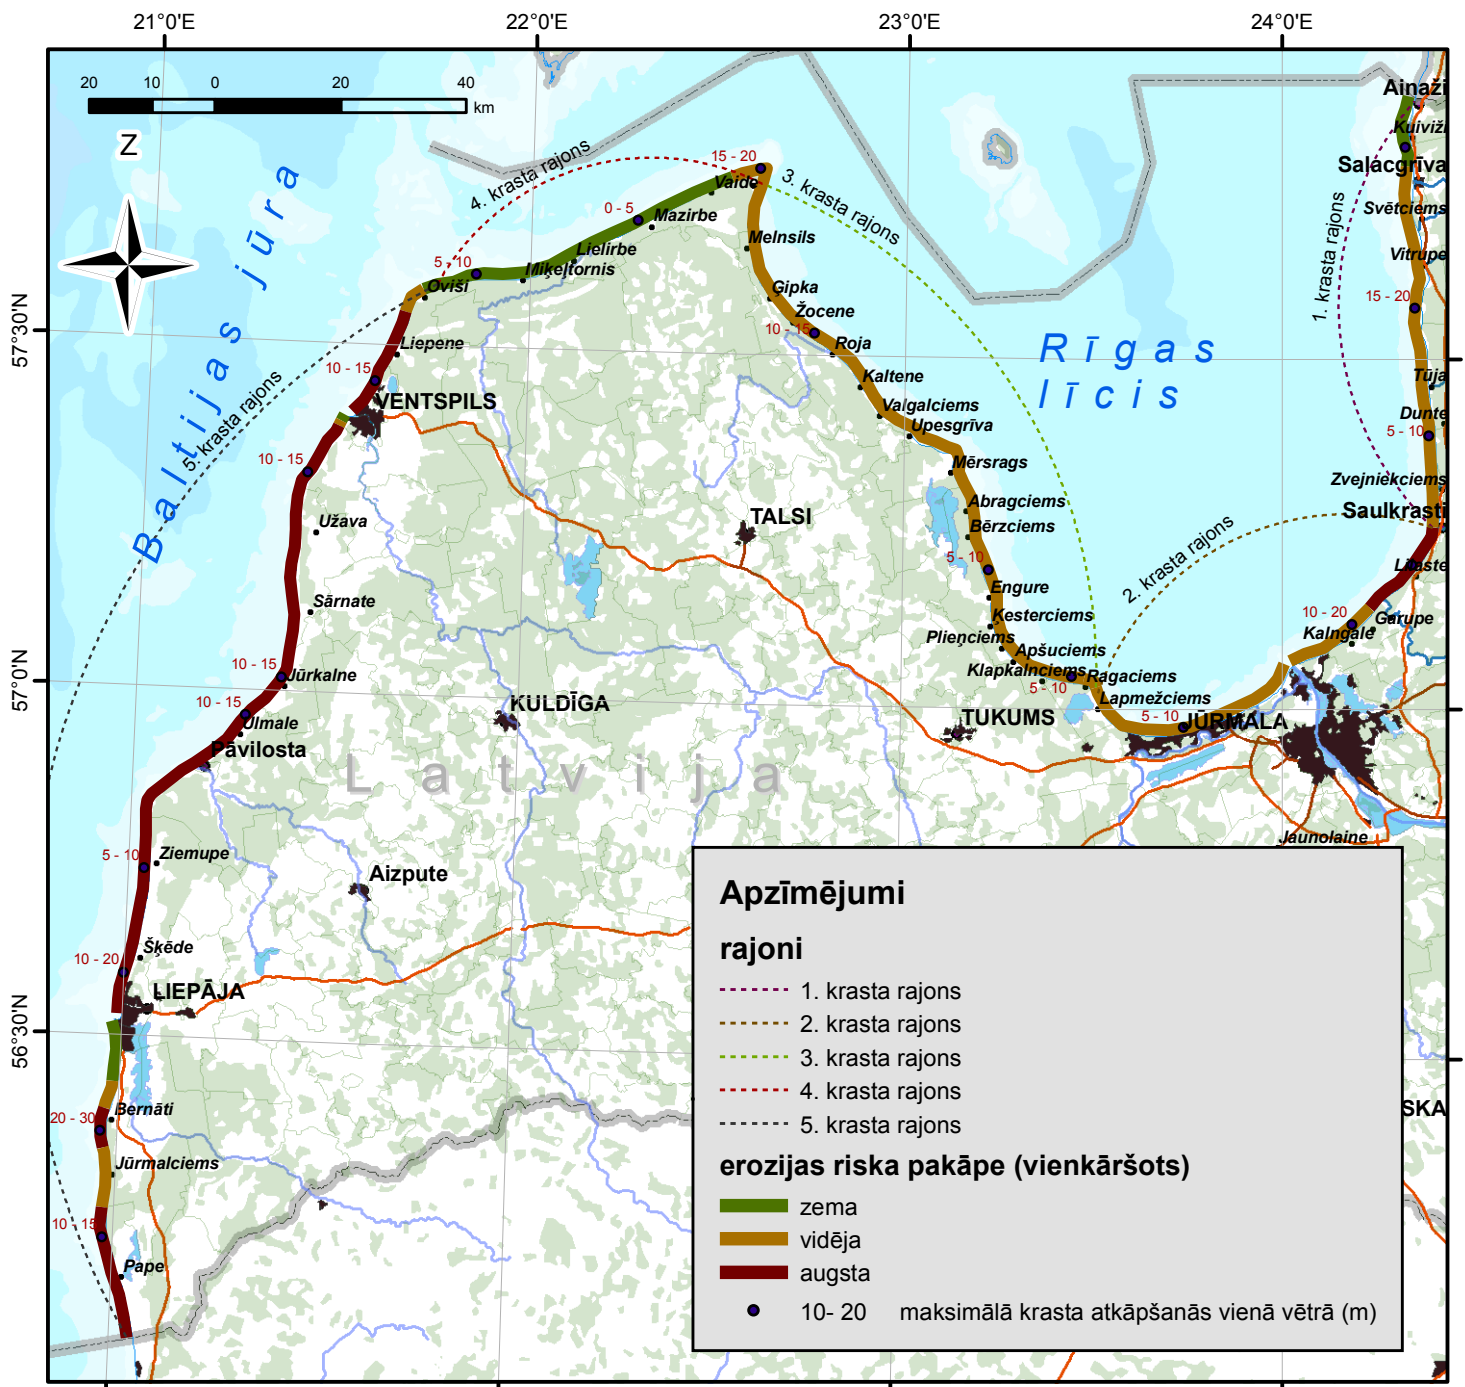 21°0'E
22°0'E
23°0'E
24°0'E
20
10
0
20
40
km
Z
Baltijas jūra
Rīgas
līcis
Latvija
57°30'N
57°0'N
56°30'N
1. krasta rajons
2. krasta rajons
3. krasta rajons
4. krasta rajons
5. krasta rajons
Ainaži
Kuiviži
Salacgrīva
Svētciems
Vitrupe
15 - 20
Tūja
Dunte
5 - 10
Zvejniekciems
Saulkrasti
Lilaste
10 - 20
Garupe
Kalngale
15 - 20
Vaide
0 - 5
Mazirbe
Lielirbe
Miķeļtornis
5 - 10
Oviši
Melnsils
Ģipka
Žocene
10 - 15
Roja
Kaltene
Valgalciems
Upesgrīva
Mērsrags
Abragciems
Bērzciems
5 - 10
Engure
Ķesterciems
Plieņciems
Apšuciems
Klapkalnciems
5 - 10
Ragaciems
Lapmežciems
5 - 10
JŪRMALA
Liepene
10 - 15
VENTSPILS
10 - 15
Užava
Sārnate
10 - 15
Jūrkalne
10 - 15
Ulmale
Pāvilosta
TALSI
KULDĪGA
TUKUMS
Aizpute
5 - 10
Ziemupe
Šķēde
10 - 20
LIEPĀJA
Bernāti
20 - 30
Jūrmalciems
10 - 15
Pape
Jaunolaine
SKA
Apzīmējumi
rajoni
1. krasta rajons
2. krasta rajons
3. krasta rajons
4. krasta rajons
5. krasta rajons
erozijas riska pakāpe (vienkāršots)
zema
vidēja
augsta
10- 20 maksimālā krasta atkāpšanās vienā vētrā (m)